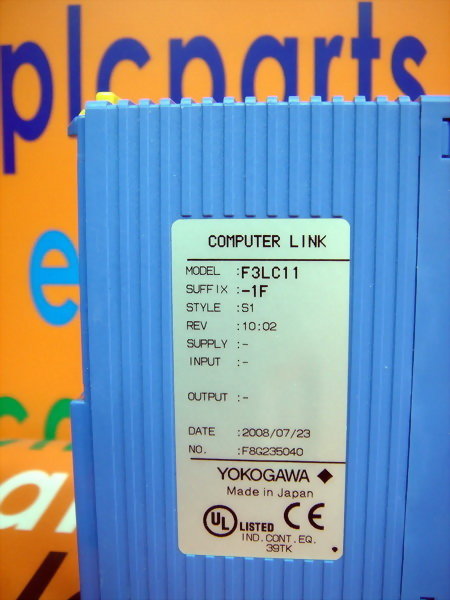 plcparts
e
COMPUTER LINK
MODEL :F3LC11
SUFFIX :-1F
STYLE :S1
REV :10:02
SUPPLY :-
INPUT :-
OUTPUT :-
DATE :2008/07/23
NO. :F8G235040
YOKOGAWA
Made in Japan
UL LISTED CE
IND.CONT.EQ.
39TK